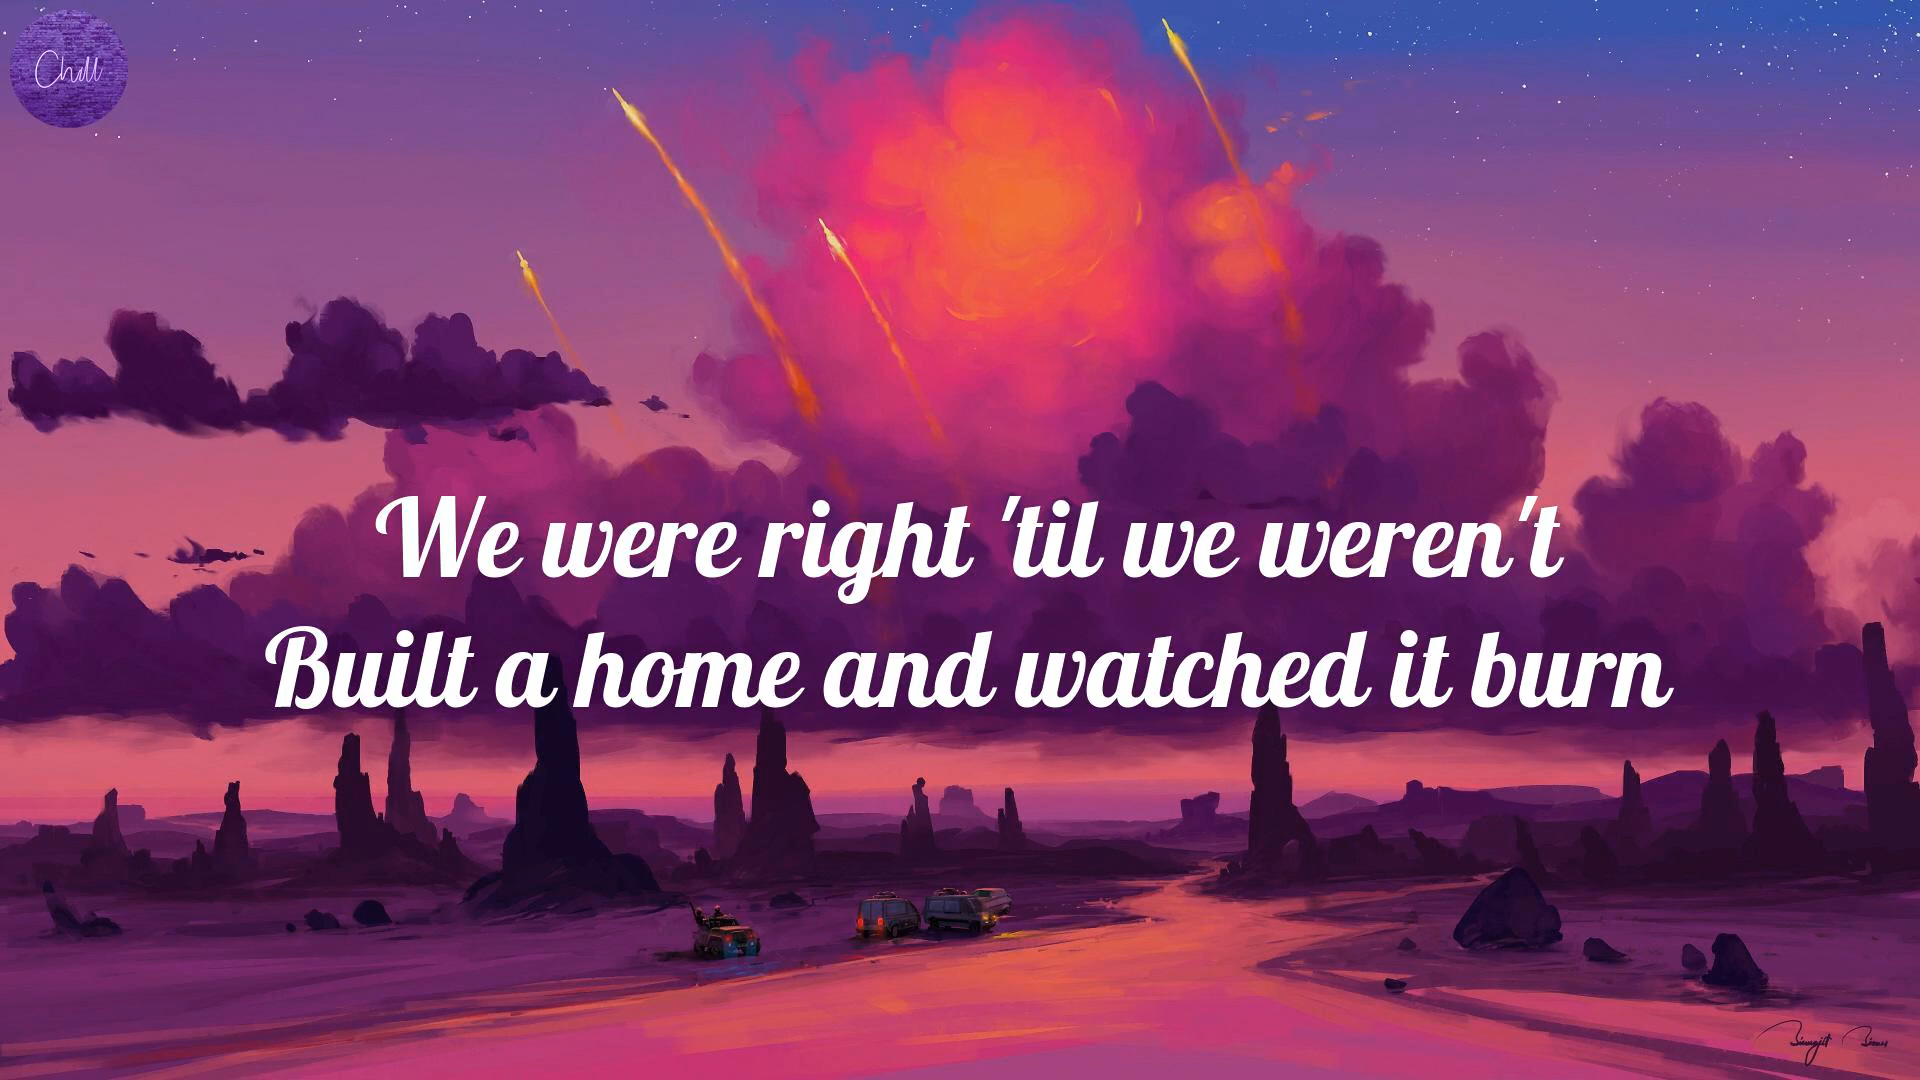 Chill
We were right 'til we weren't
Built a home and watched it burn